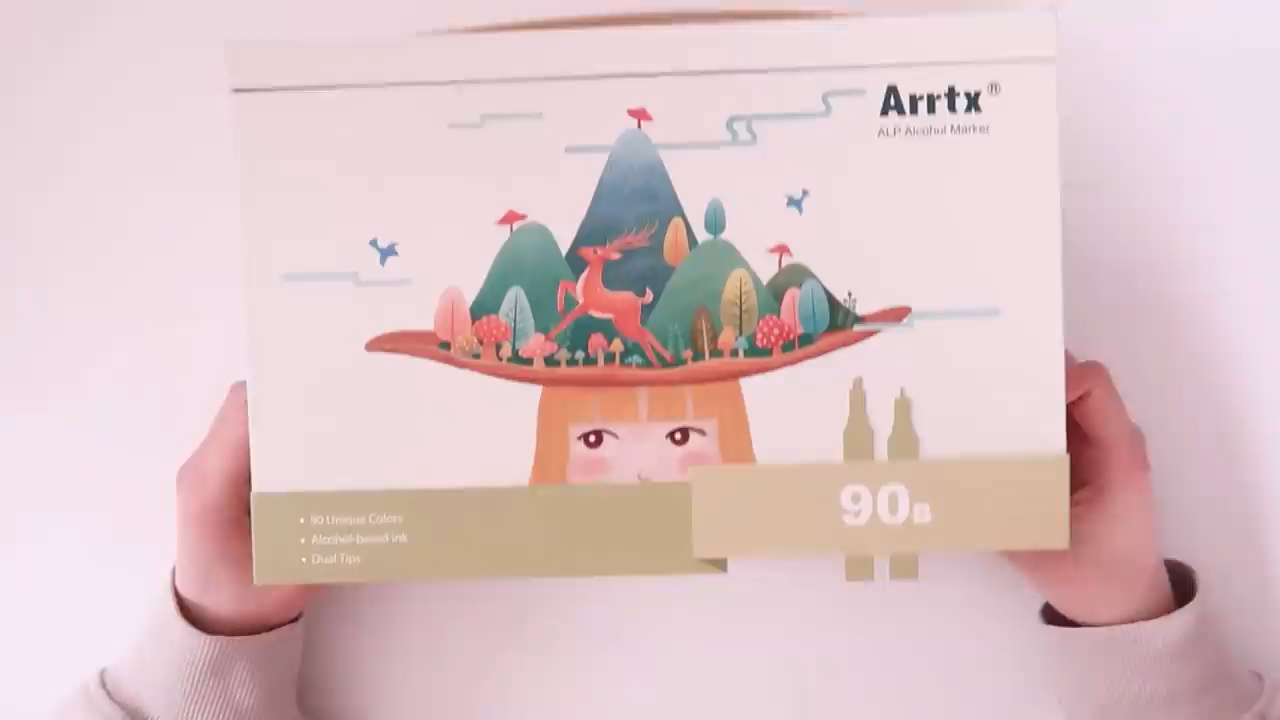 Arrtx®
ALP Alcohol Marker
90B
• 90 Unique Colors
• Alcohol-based ink
• Dual Tips